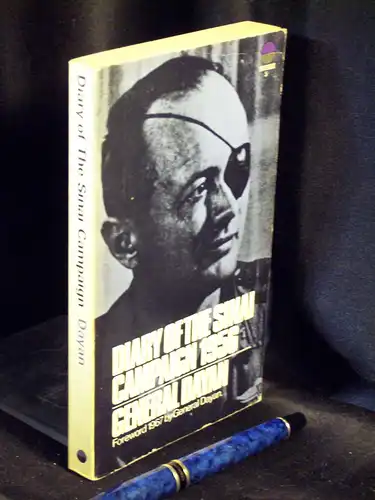 Diary of The Sinai Campaign Dayan
DIARY OF THE SINAI
CAMPAIGN 1956
GENERAL DAYAN
Foreword 1967 by General Dayan